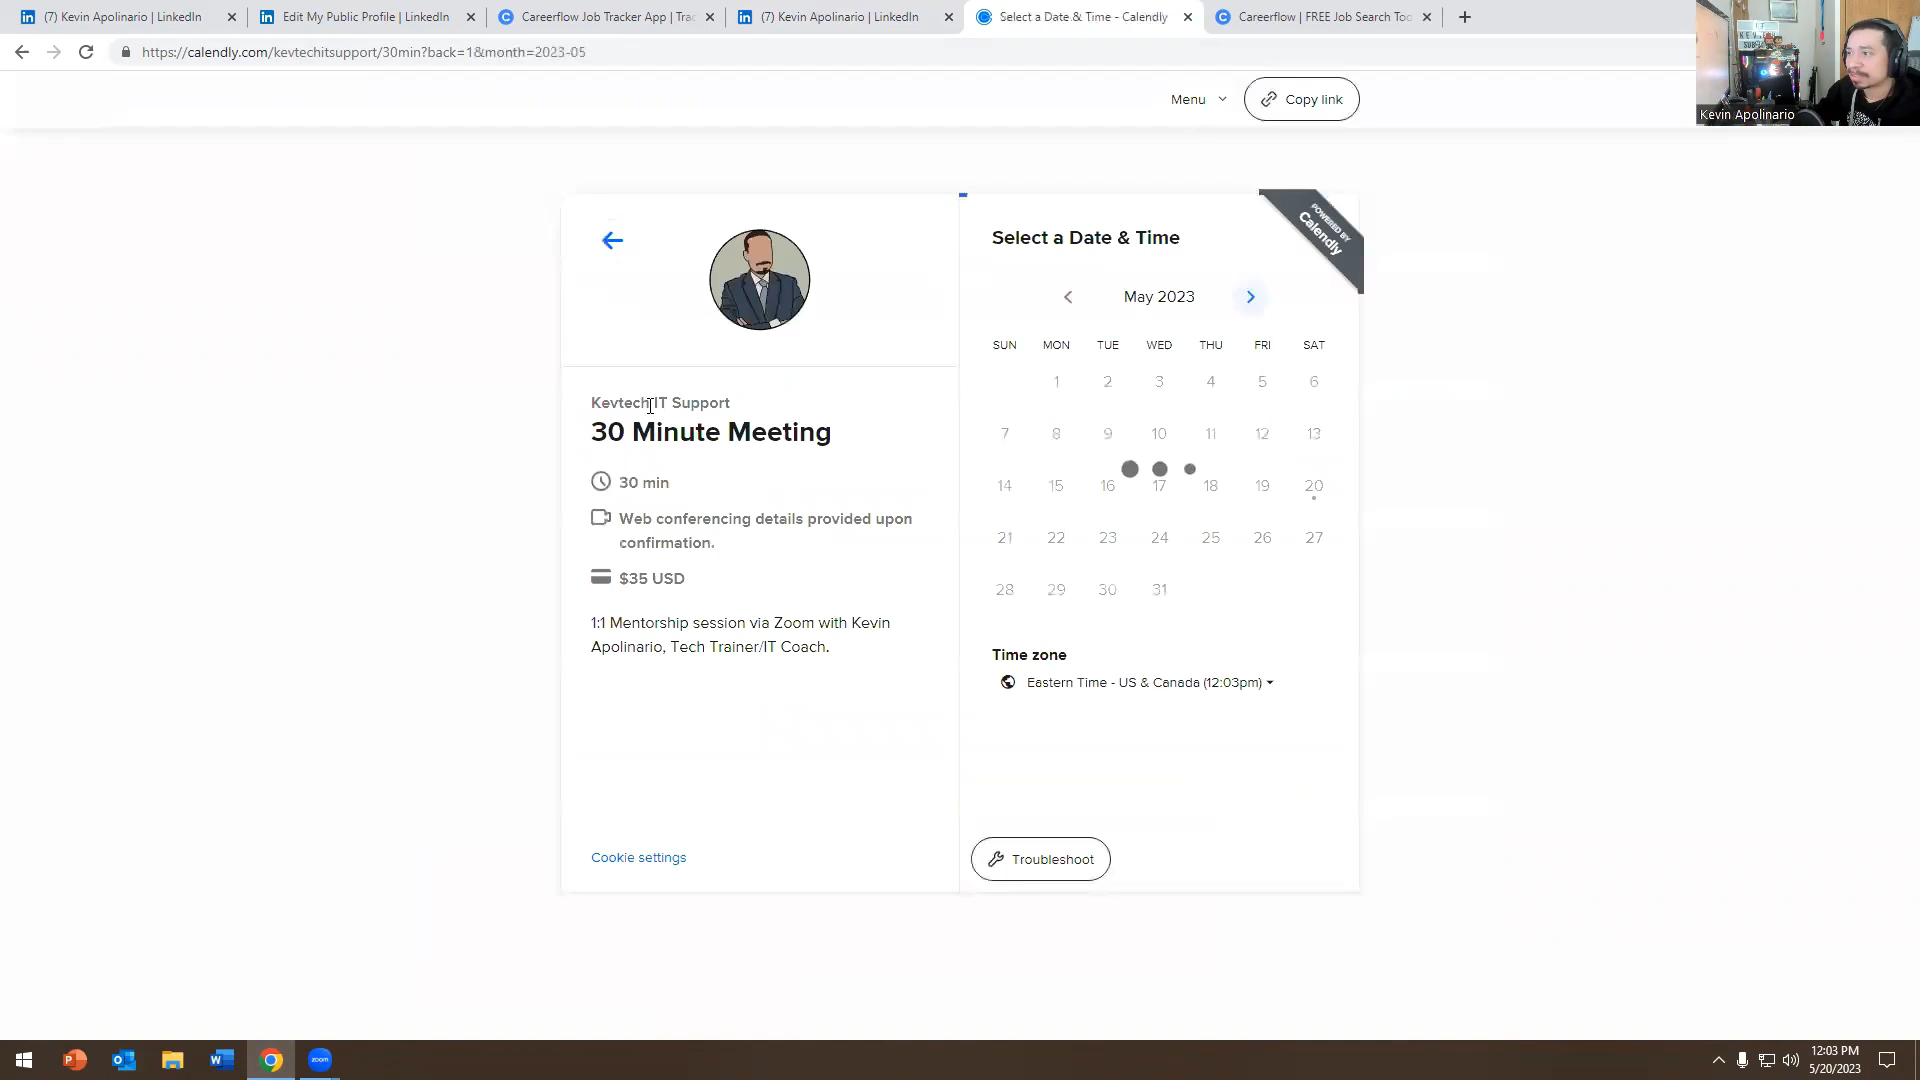 (7) Kevin Apolinario | LinkedIn
Edit My Public Profile | LinkedIn
Careerflow Job Tracker App | Trac
(7) Kevin Apolinario | LinkedIn
Select a Date & Time - Calendly
Careerflow | FREE Job Search Too
https://calendly.com/kevtechitsupport/30min?back=1&month=2023-05
Kevin Apolinario
Menu
Copy link
POWERED BY
Calendly
Kevtech IT Support
30 Minute Meeting
30 min
Web conferencing details provided upon
confirmation.
$35 USD
1:1 Mentorship session via Zoom with Kevin
Apolinario, Tech Trainer/IT Coach.
Cookie settings
Select a Date & Time
May 2023
SUN MON TUE WED THU FRI SAT
1 2 3 4 5 6
7 8 9 10 11 12 13
14 15 16 17 18 19 20
21 22 23 24 25 26 27
28 29 30 31
Time zone
Eastern Time - US & Canada (12:03pm)
Troubleshoot
zoom
12:03 PM
5/20/2023